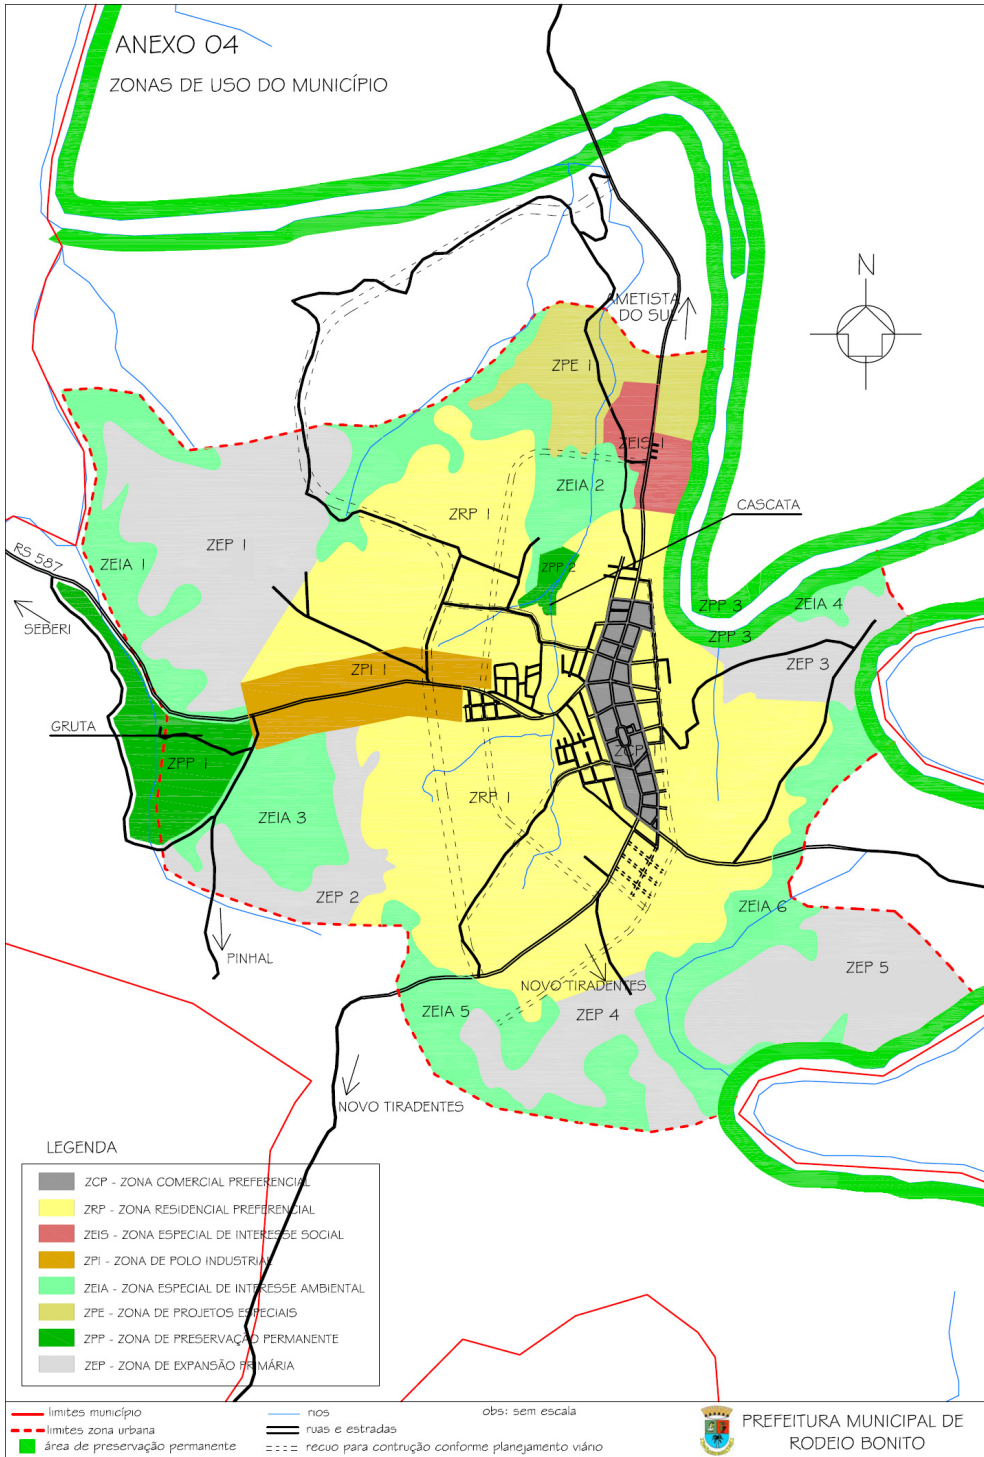 ANEXO 04
ZONAS DE USO DO MUNICÍPIO
N
AMETISTA
DO SUL
ZPE 1
ZEIS 1
ZEIA 2
CASCATA
ZRP 1
ZEP 1
ZEIA 1
RS 587
SEBERI
ZPP 2
ZPP 3
ZEIA 4
ZPP 3
ZEP 3
ZPI 1
GRUTA
ZPP 1
ZCP
ZRP 1
ZEIA 3
ZEP 2
ZEIA 6
PINHAL
ZEP 5
NOVO TIRADENTES
ZEIA 5
ZEP 4
NOVO TIRADENTES
LEGENDA
ZCP - ZONA COMERCIAL PREFERENCIAL
ZRP - ZONA RESIDENCIAL PREFERENCIAL
ZEIS - ZONA ESPECIAL DE INTERESSE SOCIAL
ZPI - ZONA DE POLO INDUSTRIAL
ZEIA - ZONA ESPECIAL DE INTERESSE AMBIENTAL
ZPE - ZONA DE PROJETOS ESPECIAIS
ZPP - ZONA DE PRESERVAÇÃO PERMANENTE
ZEP - ZONA DE EXPANSÃO PRIMÁRIA
limites município
limites zona urbana
área de preservação permanente
rios
ruas e estradas
recuo para contrução conforme planejamento viário
obs: sem escala
PREFEITURA MUNICIPAL DE
RODEIO BONITO